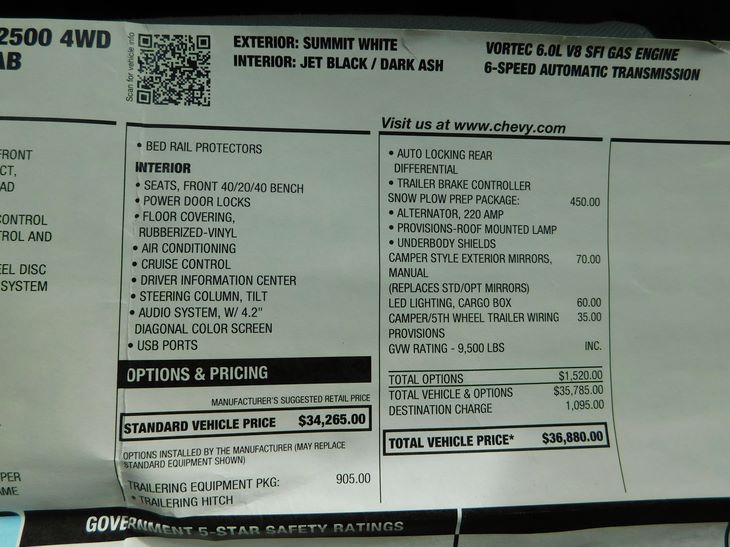 2500 4WD
AB
Scan for vehicle info
EXTERIOR: SUMMIT WHITE
INTERIOR: JET BLACK / DARK ASH
VORTEC 6.0L V8 SFI GAS ENGINE
6-SPEED AUTOMATIC TRANSMISSION
FRONT
CT,
AD
CONTROL
TROL AND
EEL DISC
SYSTEM
PER
AME
• BED RAIL PROTECTORS
INTERIOR
• SEATS, FRONT 40/20/40 BENCH
• POWER DOOR LOCKS
• FLOOR COVERING,
RUBBERIZED-VINYL
• AIR CONDITIONING
• CRUISE CONTROL
• DRIVER INFORMATION CENTER
• STEERING COLUMN, TILT
• AUDIO SYSTEM, W/ 4.2"
DIAGONAL COLOR SCREEN
• USB PORTS
OPTIONS & PRICING
MANUFACTURER'S SUGGESTED RETAIL PRICE
STANDARD VEHICLE PRICE $34,265.00
OPTIONS INSTALLED BY THE MANUFACTURER (MAY REPLACE
STANDARD EQUIPMENT SHOWN)
TRAILERING EQUIPMENT PKG: 905.00
• TRAILERING HITCH
Visit us at www.chevy.com
• AUTO LOCKING REAR
DIFFERENTIAL
• TRAILER BRAKE CONTROLLER
SNOW PLOW PREP PACKAGE: 450.00
• ALTERNATOR, 220 AMP
• PROVISIONS-ROOF MOUNTED LAMP
• UNDERBODY SHIELDS
CAMPER STYLE EXTERIOR MIRRORS, 70.00
MANUAL
(REPLACES STD/OPT MIRRORS)
LED LIGHTING, CARGO BOX 60.00
CAMPER/5TH WHEEL TRAILER WIRING 35.00
PROVISIONS
GVW RATING - 9,500 LBS INC.
TOTAL OPTIONS $1,520.00
TOTAL VEHICLE & OPTIONS $35,785.00
DESTINATION CHARGE 1,095.00
TOTAL VEHICLE PRICE* $36,880.00
GOVERNMENT 5-STAR SAFETY RATINGS